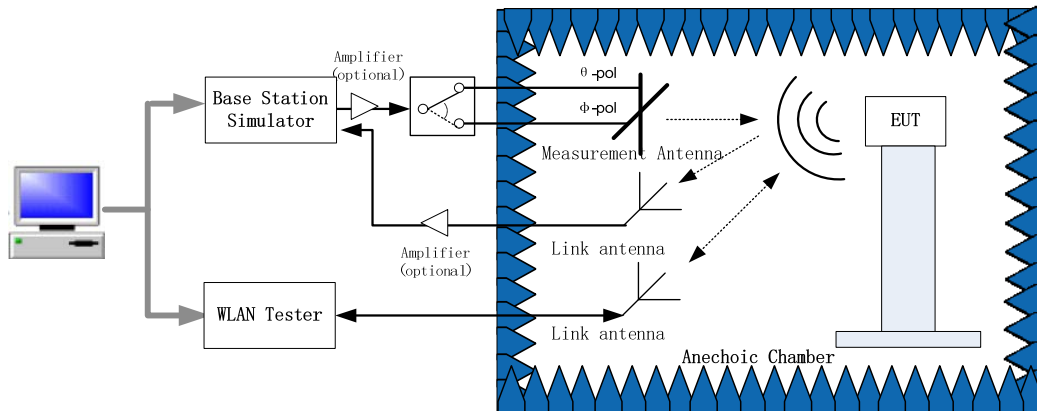 Amplifier
(optional)
Base Station
Simulator
θ-pol
Φ-pol
EUT
Measurement Antenna
Amplifier
(optional)
Link antenna
WLAN Tester
Link antenna
Anechoic Chamber